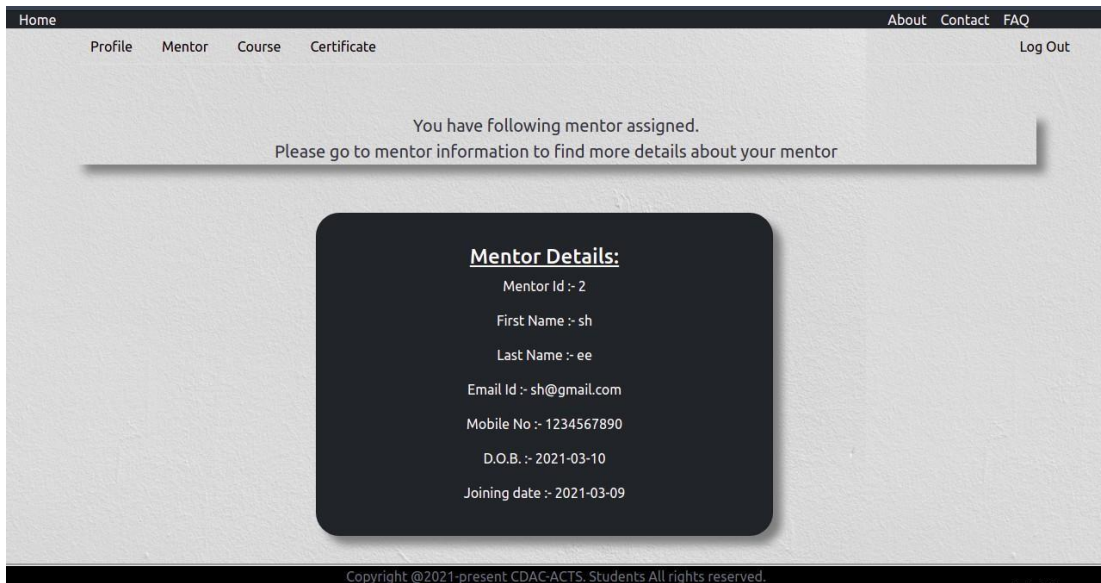 Home About Contact FAQ
Profile Mentor Course Certificate Log Out
You have following mentor assigned.
Please go to mentor information to find more details about your mentor
Mentor Details:
Mentor Id :- 2
First Name :- sh
Last Name :- ee
Email Id :- sh@gmail.com
Mobile No :- 1234567890
D.O.B. :- 2021-03-10
Joining date :- 2021-03-09
Copyright @2021-present CDAC-ACTS. Students All rights reserved.